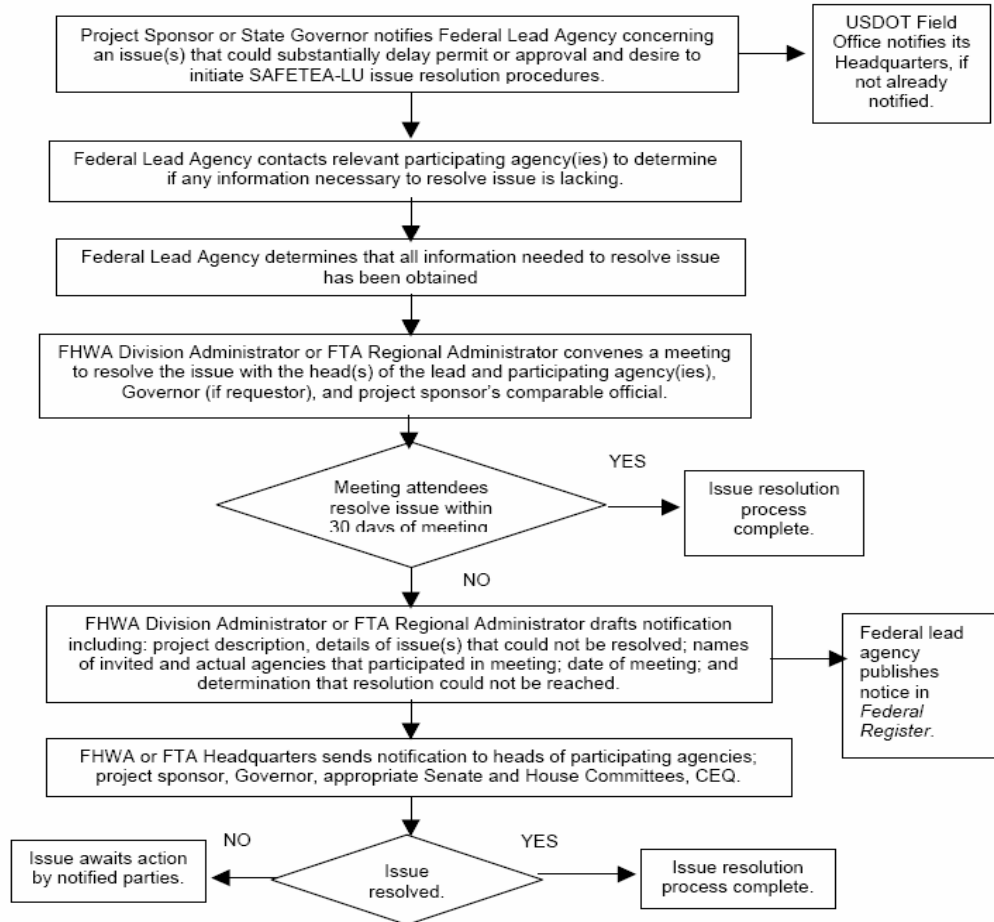 Project Sponsor or State Governor notifies Federal Lead Agency concerning
an issue(s) that could substantially delay permit or approval and desire to
initiate SAFETEA-LU issue resolution procedures.
USDOT Field
Office notifies its
Headquarters, if
not already
notified.
Federal Lead Agency contacts relevant participating agency(ies) to determine
if any information necessary to resolve issue is lacking.
Federal Lead Agency determines that all information needed to resolve issue
has been obtained
FHWA Division Administrator or FTA Regional Administrator convenes a meeting
to resolve the issue with the head(s) of the lead and participating agency(ies),
Governor (if requestor), and project sponsor's comparable official.
Meeting attendees
resolve issue within
30 days of meeting
YES
Issue resolution
process
complete.
NO
FHWA Division Administrator or FTA Regional Administrator drafts notification
including: project description, details of issue(s) that could not be resolved; names
of invited and actual agencies that participated in meeting; date of meeting; and
determination that resolution could not be reached.
Federal lead
agency
publishes
notice in
Federal
Register.
FHWA or FTA Headquarters sends notification to heads of participating agencies;
project sponsor, Governor, appropriate Senate and House Committees, CEQ.
NO
Issue awaits action
by notified parties.
Issue
resolved.
YES
Issue resolution
process complete.